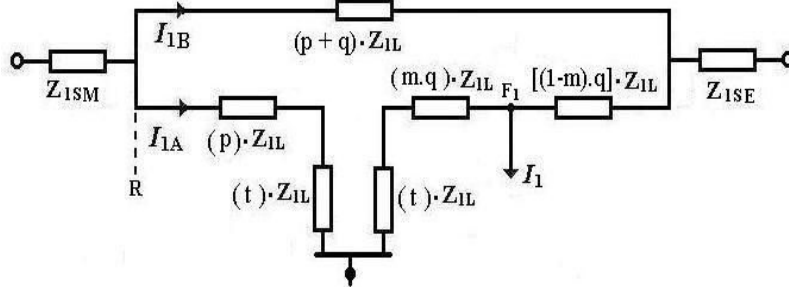 I1B
(p + q)·Z1L
Z1SM
(m.q)·Z1L
F1
[(1-m).q]·Z1L
Z1SE
I1A
(p)·Z1L
I1
R
(t)·Z1L
(t)·Z1L